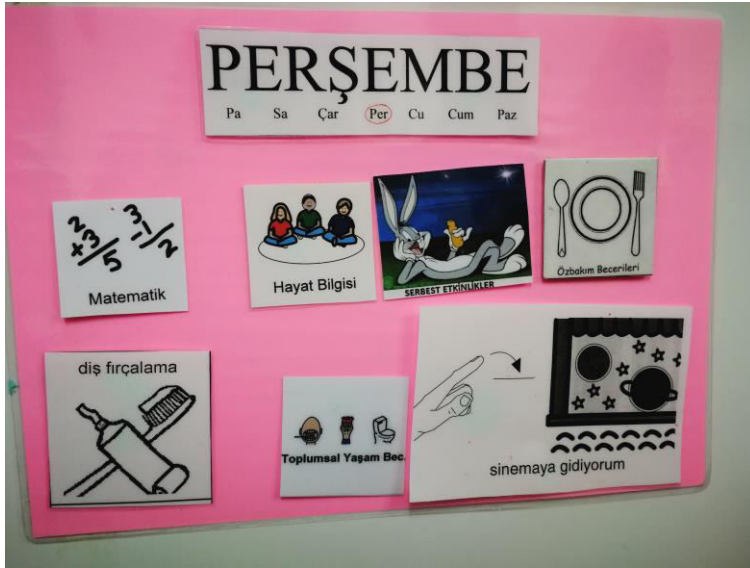 PERŞEMBE
Pa Sa Çar Per Cu Cum Paz
2
+3
5
3
-1
2
Matematik
Hayat Bilgisi
SERBEST ETKİNLİKLER
Özbakım Becerileri
diş fırçalama
Toplumsal Yaşam Bec.
sinemaya gidiyorum